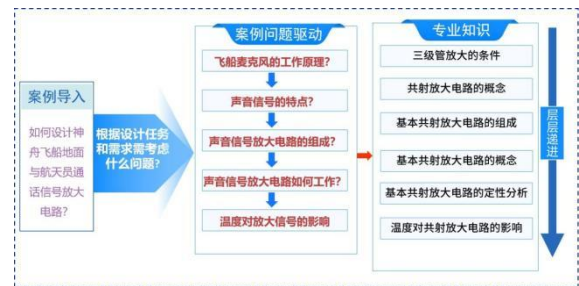 案例导入
如何设计神
舟飞船地面
与航天员通
话信号放大
电路?
根据设计任务
和需求需考虑
什么问题?
案例问题驱动
飞船麦克风的工作原理?
声音信号的特点?
声音信号放大电路的组成?
声音信号放大电路如何工作?
温度对放大信号的影响
专业知识
三级管放大的条件
共射放大电路的概念
基本共射放大电路的组成
基本共射放大电路的概念
基本共射放大电路的定性分析
温度对共射放大电路的影响
层层递进